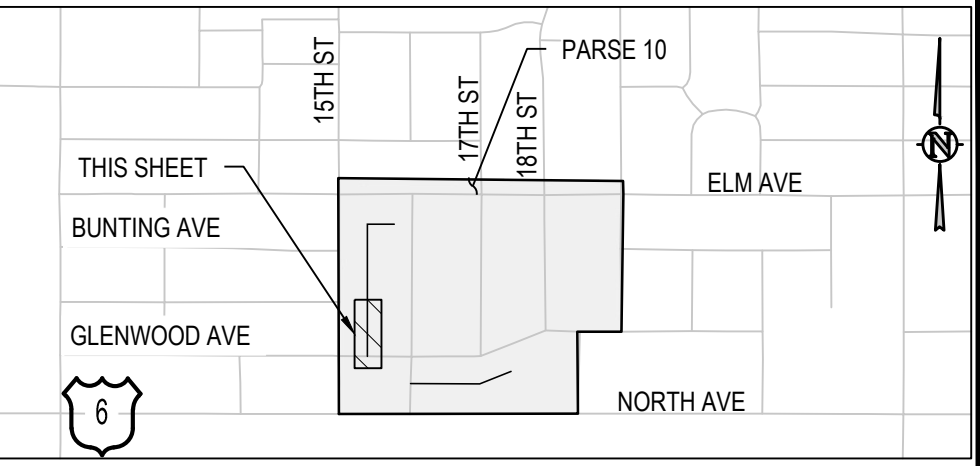 PARSE 10
15TH ST
17TH ST
18TH ST
N
THIS SHEET
ELM AVE
BUNTING AVE
GLENWOOD AVE
NORTH AVE
6